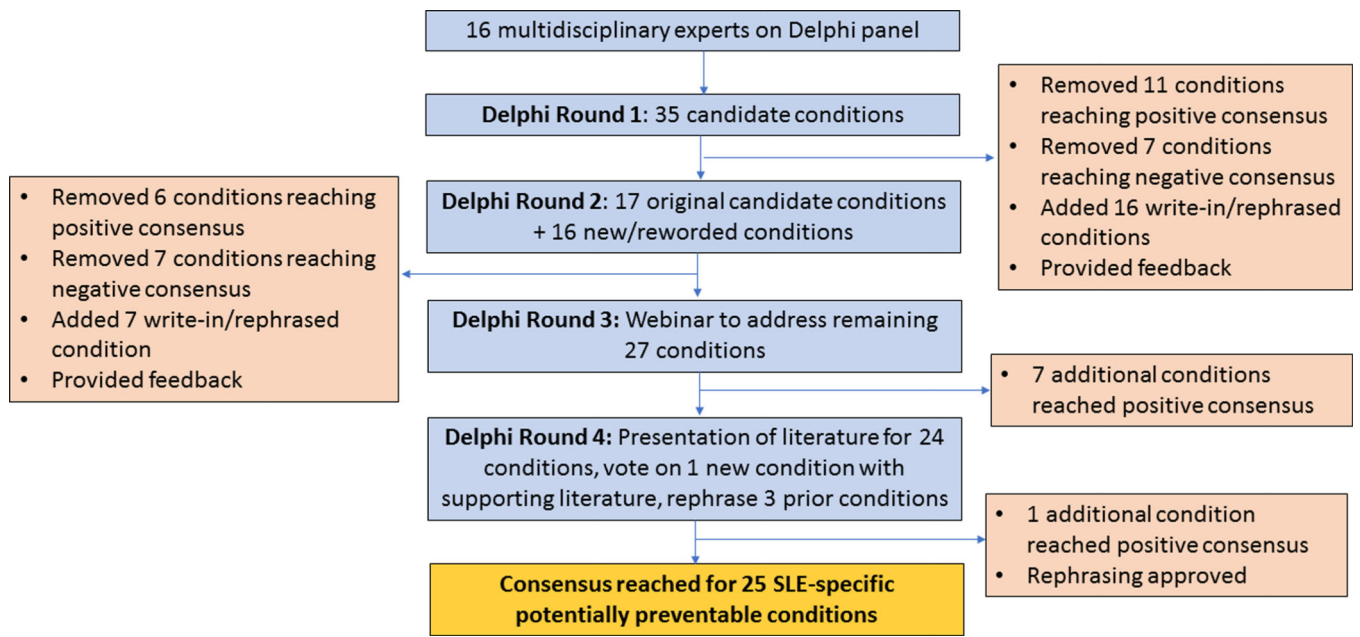 16 multidisciplinary experts on Delphi panel
Delphi Round 1: 35 candidate conditions
• Removed 11 conditions
reaching positive consensus
• Removed 7 conditions
reaching negative consensus
• Added 16 write-in/rephrased
conditions
• Provided feedback
Delphi Round 2: 17 original candidate conditions
+ 16 new/reworded conditions
• Removed 6 conditions reaching
positive consensus
• Removed 7 conditions reaching
negative consensus
• Added 7 write-in/rephrased
condition
• Provided feedback
Delphi Round 3: Webinar to address remaining
27 conditions
• 7 additional conditions
reached positive consensus
Delphi Round 4: Presentation of literature for 24
conditions, vote on 1 new condition with
supporting literature, rephrase 3 prior conditions
• 1 additional condition
reached positive consensus
• Rephrasing approved
Consensus reached for 25 SLE-specific
potentially preventable conditions